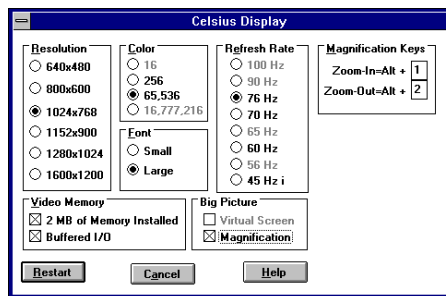 Celsius Display
Resolution
640x480
800x600
1024x768
1152x900
1280x1024
1600x1200
Color
16
256
65,536
16,777,216
Font
Small
Large
Refresh Rate
100 Hz
90 Hz
76 Hz
70 Hz
65 Hz
60 Hz
56 Hz
45 Hz i
Magnification Keys
Zoom-In=Alt + 1
Zoom-Out=Alt + 2
Video Memory
2 MB of Memory Installed
Buffered I/O
Big Picture
Virtual Screen
Magnification
Restart
Cancel
Help